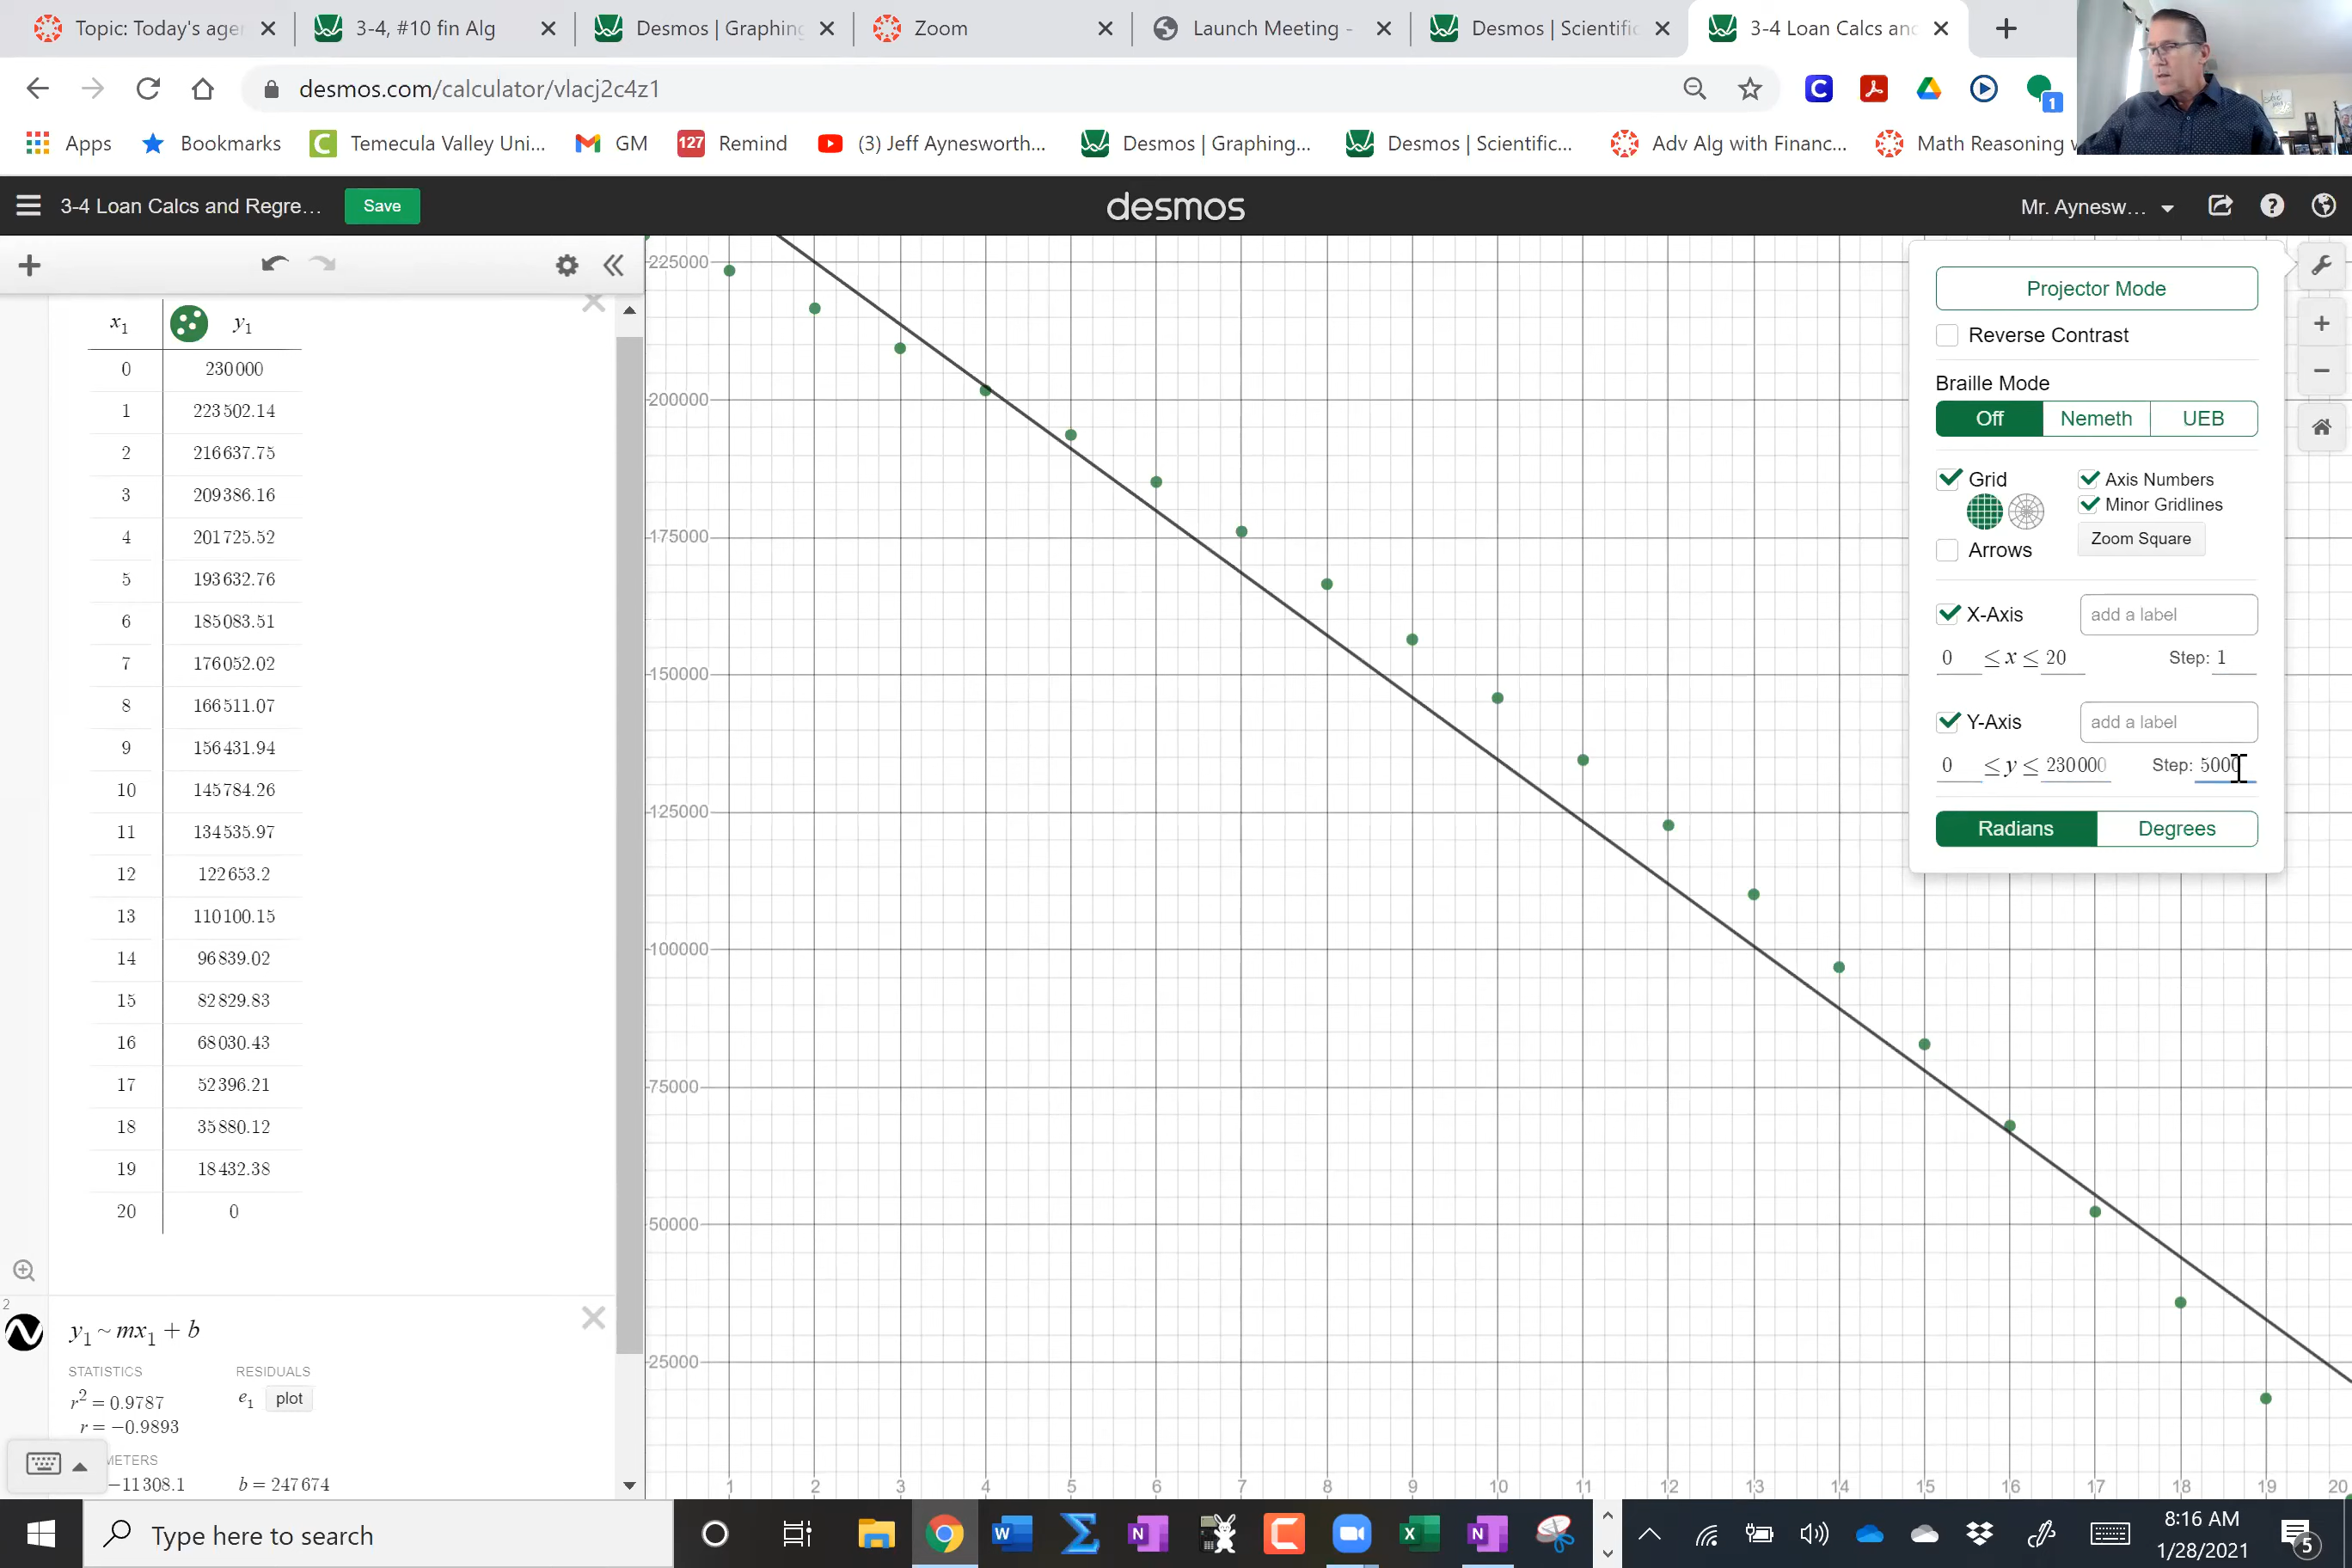 Topic: Today's age
3-4, #10 fin Alg
Desmos | Graphing
Zoom
Launch Meeting -
Desmos | Scientific
3-4 Loan Calcs and
desmos.com/calculator/vlacj2c4z1
1
Apps
Bookmarks
Temecula Valley Uni...
GM
127
Remind
(3) Jeff Aynesworth...
Desmos | Graphing...
Desmos | Scientific...
Adv Alg with Financ...
Math Reasoning
3-4 Loan Calcs and Regre...
Save
desmos
Mr. Aynesw...
x₁ y₁
0 230000
1 223502.14
2 216637.75
3 209386.16
4 201725.52
5 193632.76
6 185083.51
7 176052.02
8 166511.07
9 156431.94
10 145784.26
11 134535.97
12 122653.2
13 110100.15
14 96839.02
15 82829.83
16 68030.43
17 52396.21
18 35880.12
19 18432.38
20 0
2
y₁ ~ mx₁ + b
STATISTICS RESIDUALS
r² = 0.9787 e₁ plot
r = −0.9893
METERS
−11308.1 b = 247674
225000
200000
175000
150000
125000
100000
75000
50000
25000
1 2 3 4 5 6 7 8 9 10 11 12 13 14 15 16 17 18 19 20
Projector Mode
Reverse Contrast
Braille Mode
Off Nemeth UEB
Grid Axis Numbers
Minor Gridlines
Arrows Zoom Square
X-Axis add a label
0 ≤ x ≤ 20 Step: 1
Y-Axis add a label
0 ≤ y ≤ 230000 Step: 5000
Radians Degrees
Type here to search
8:16 AM
1/28/2021
5